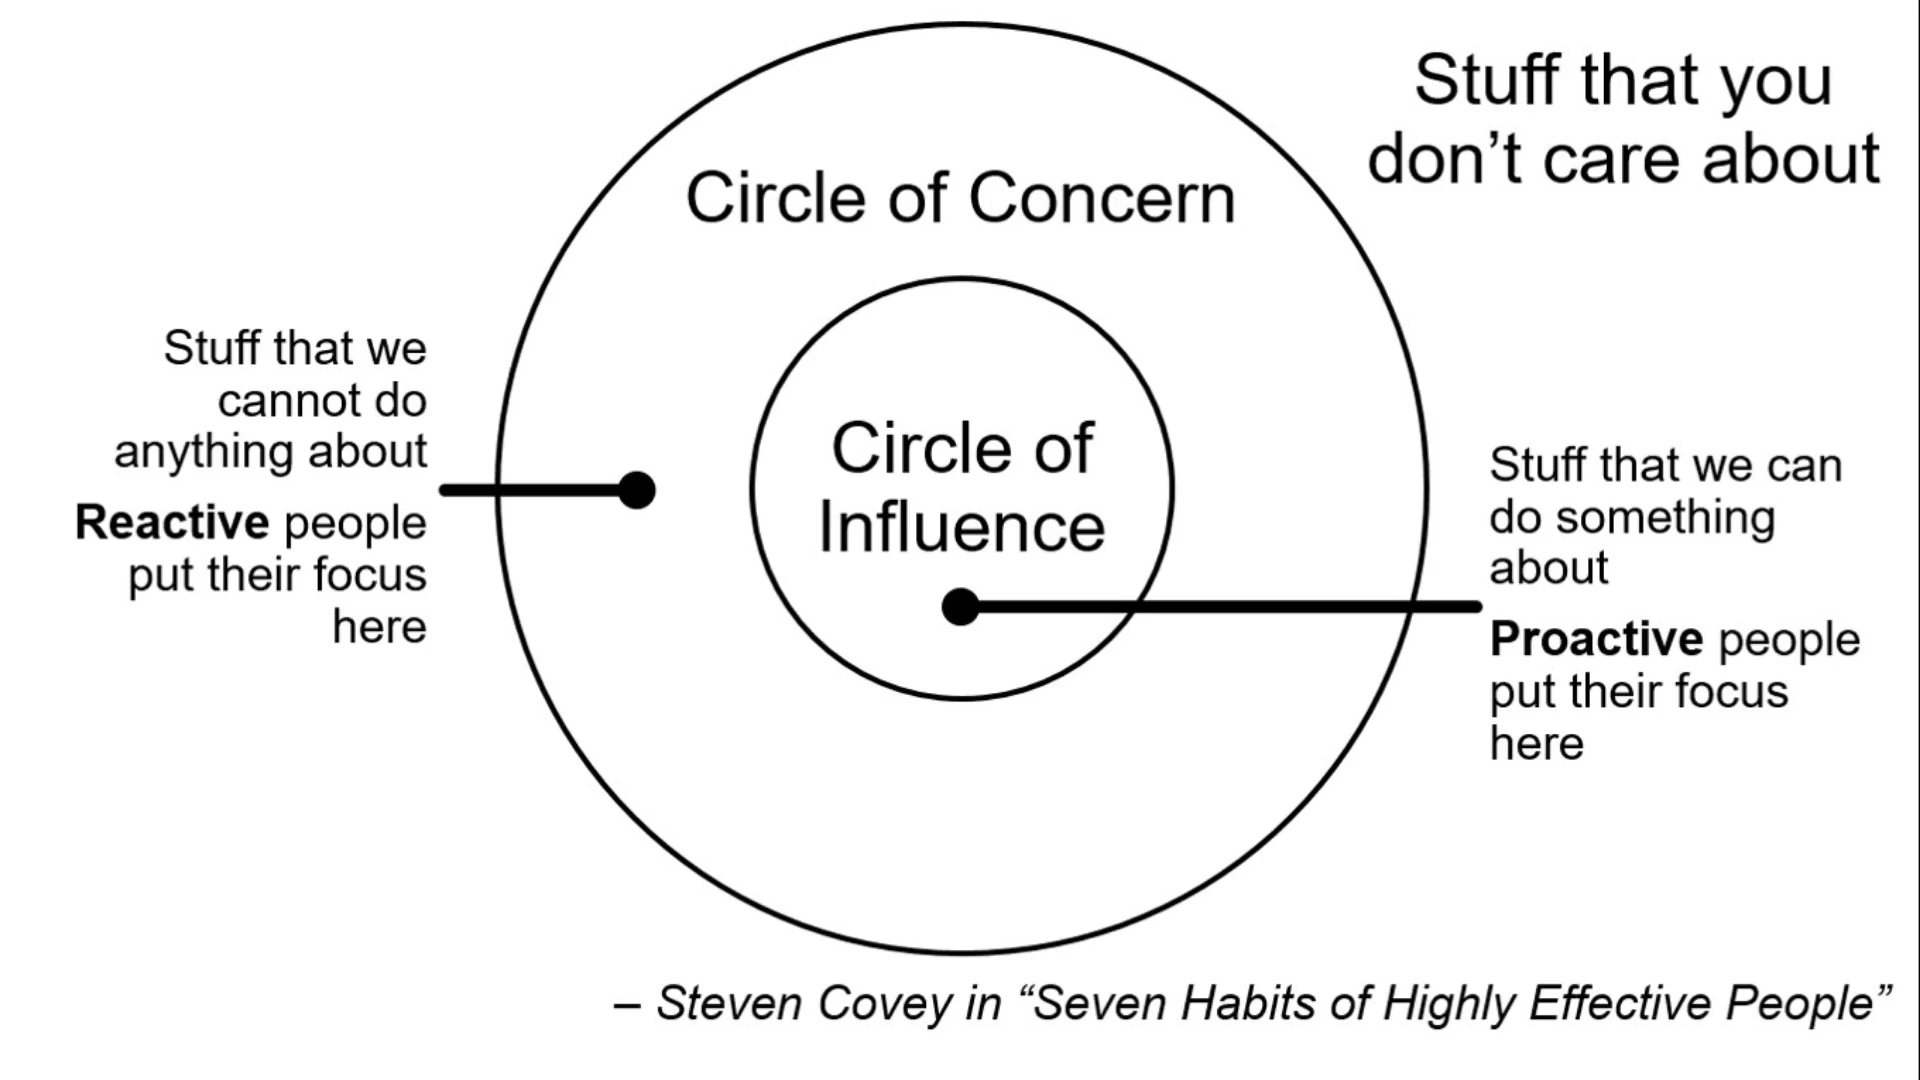 Stuff that you
don’t care about
Circle of Concern
Stuff that we
cannot do
anything about
Reactive people
put their focus
here
Circle of
Influence
Stuff that we can
do something
about
Proactive people
put their focus
here
– Steven Covey in “Seven Habits of Highly Effective People”